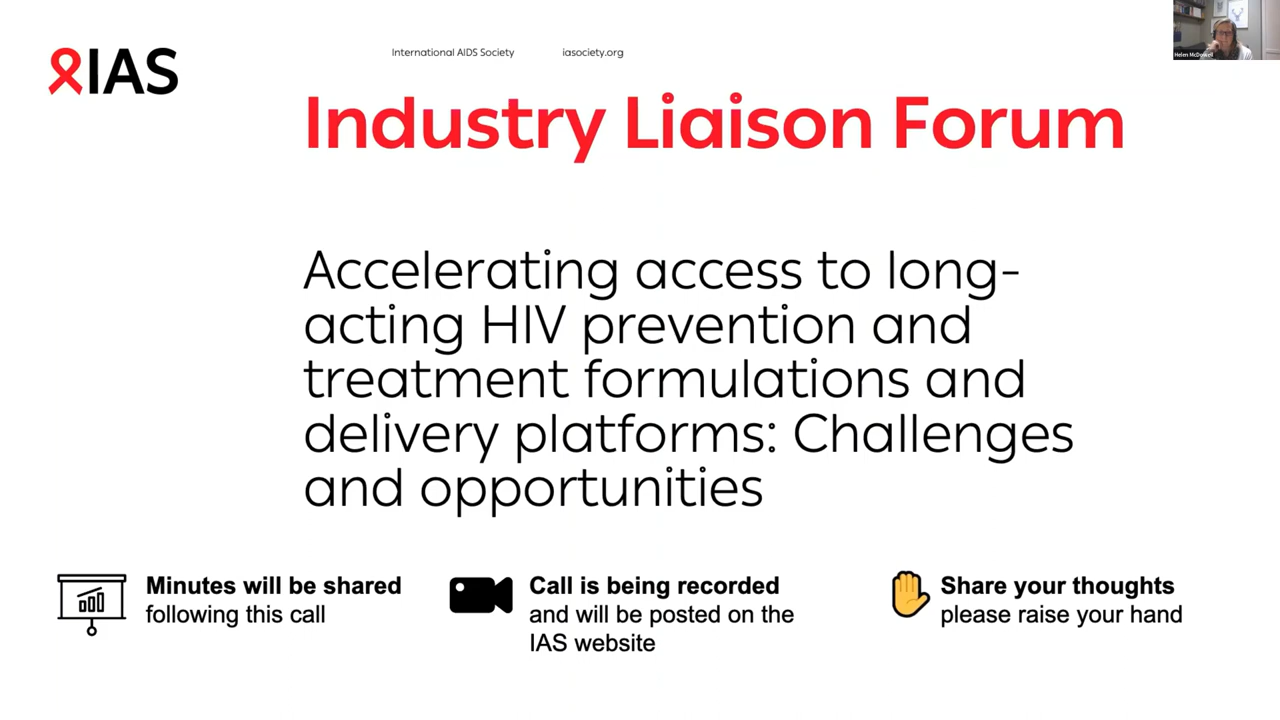 IAS
International AIDS Society
iasociety.org
Helen McDowell
Industry Liaison Forum
Accelerating access to long-
acting HIV prevention and
treatment formulations and
delivery platforms: Challenges
and opportunities
Minutes will be shared
following this call
Call is being recorded
and will be posted on the
IAS website
Share your thoughts
please raise your hand